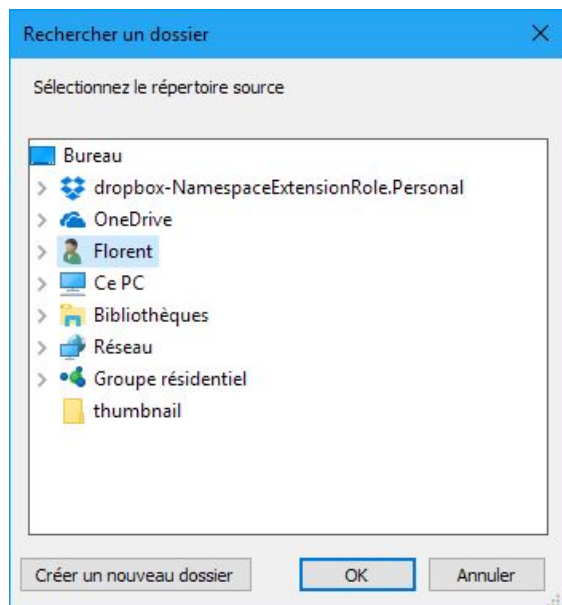 Rechercher un dossier
Sélectionnez le répertoire source
Bureau
dropbox-NamespaceExtensionRole.Personal
OneDrive
Florent
Ce PC
Bibliothèques
Réseau
Groupe résidentiel
thumbnail
Créer un nouveau dossier OK Annuler